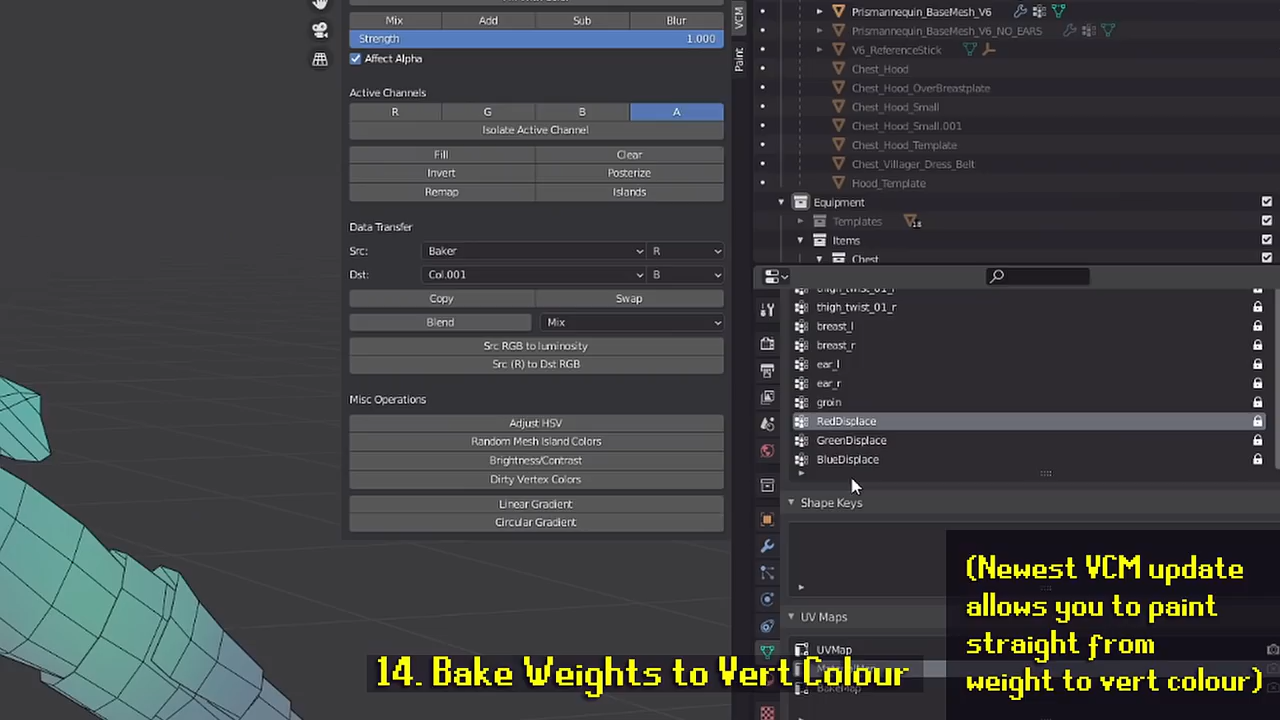 Mix Add Sub Blur
Strength 1.000
Affect Alpha
Active Channels
R G B A
Isolate Active Channel
Fill Clear
Invert Posterize
Remap Islands
Data Transfer
Src: Baker R
Dst: Col.001 B
Copy Swap
Blend Mix
Src RGB to luminosity
Src (R) to Dst RGB
Misc Operations
Adjust HSV
Random Mesh Island Colors
Brightness/Contrast
Dirty Vertex Colors
Linear Gradient
Circular Gradient
VCM
Paint
Prismannequin_BaseMesh_V6
Prismannequin_BaseMesh_V6_NO_EARS
V6_ReferenceStick
Chest_Hood
Chest_Hood_OverBreastplate
Chest_Hood_Small
Chest_Hood_Small.001
Chest_Hood_Template
Chest_Villager_Dress_Belt
Hood_Template
Equipment
Templates 18
Items
Chest
thigh_twist_01_l
thigh_twist_01_r
breast_l
breast_r
ear_l
ear_r
groin
RedDisplace
GreenDisplace
BlueDisplace
Shape Keys
UV Maps
UVMap
14. Bake Weights to Vert Colour
(Newest VCM update
allows you to paint
straight from
weight to vert colour)